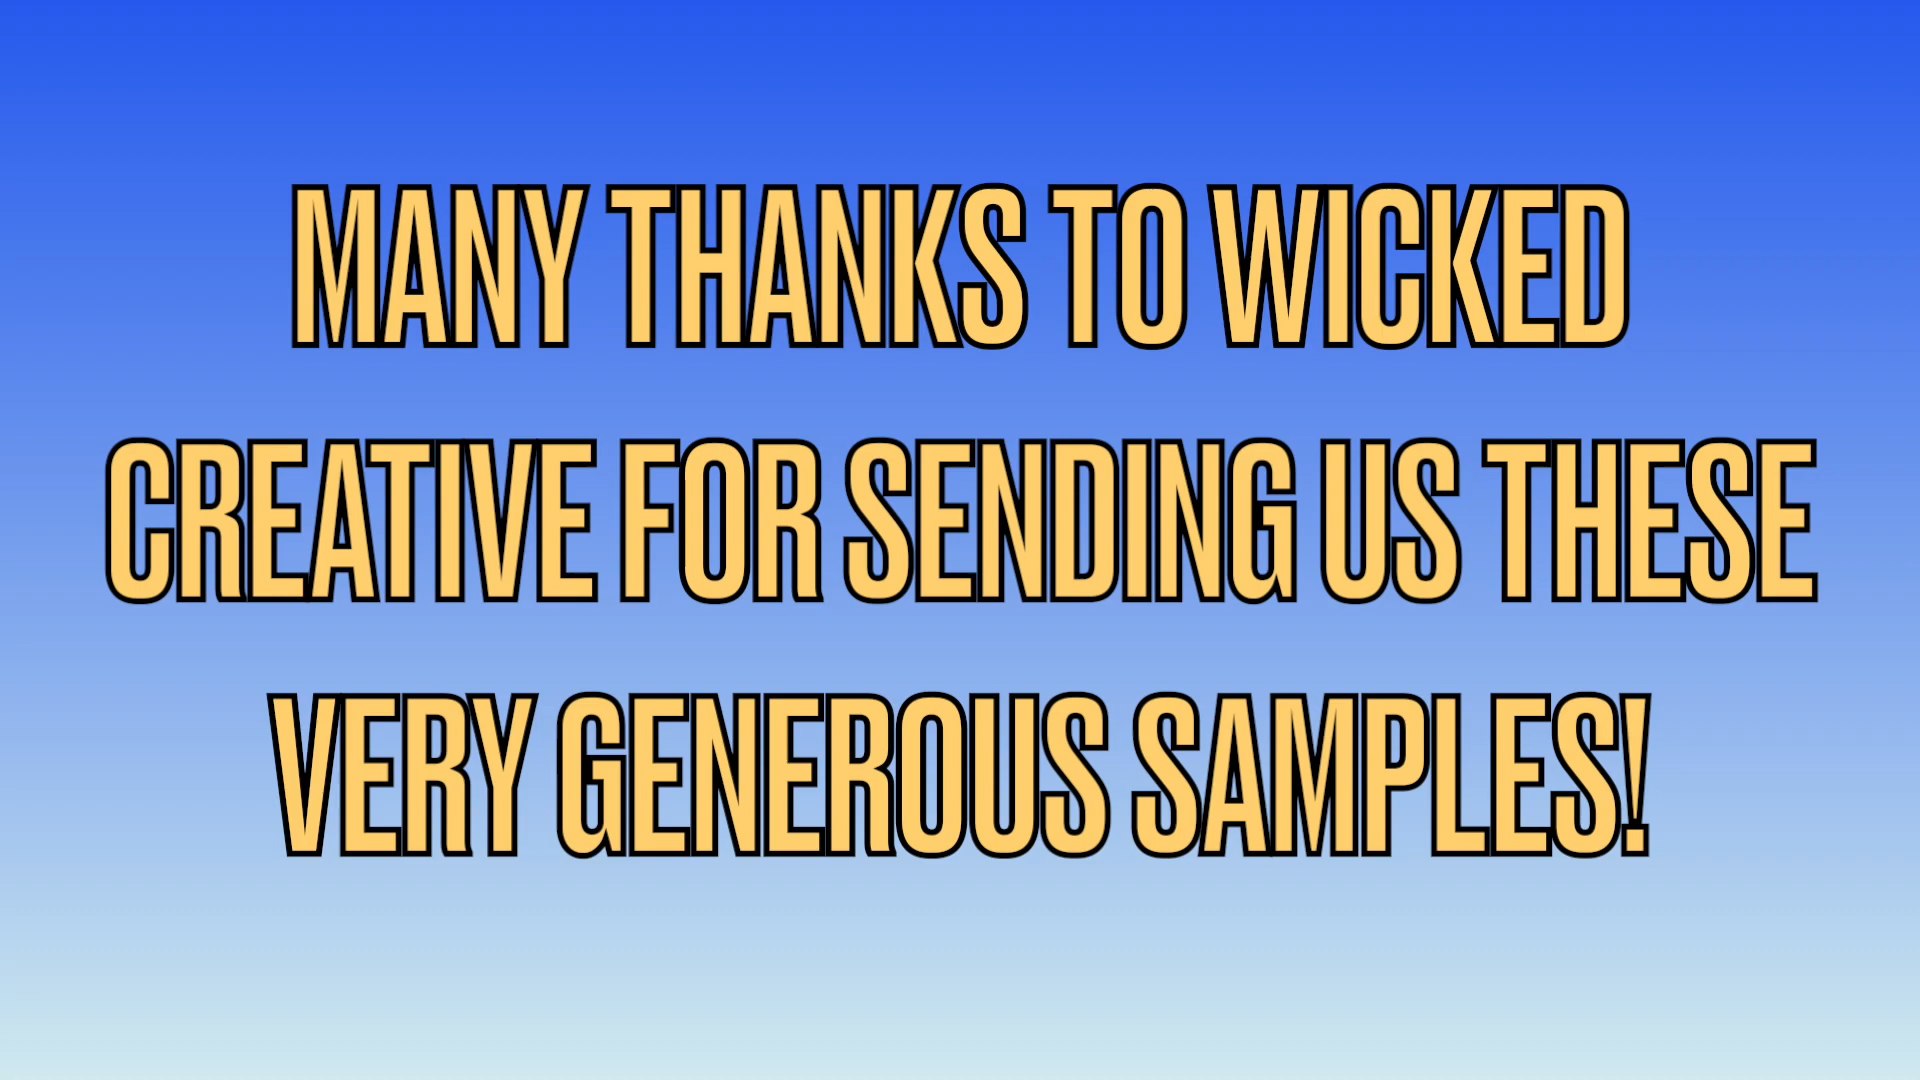 MANY THANKS TO WICKED
CREATIVE FOR SENDING US THESE
VERY GENEROUS SAMPLES!